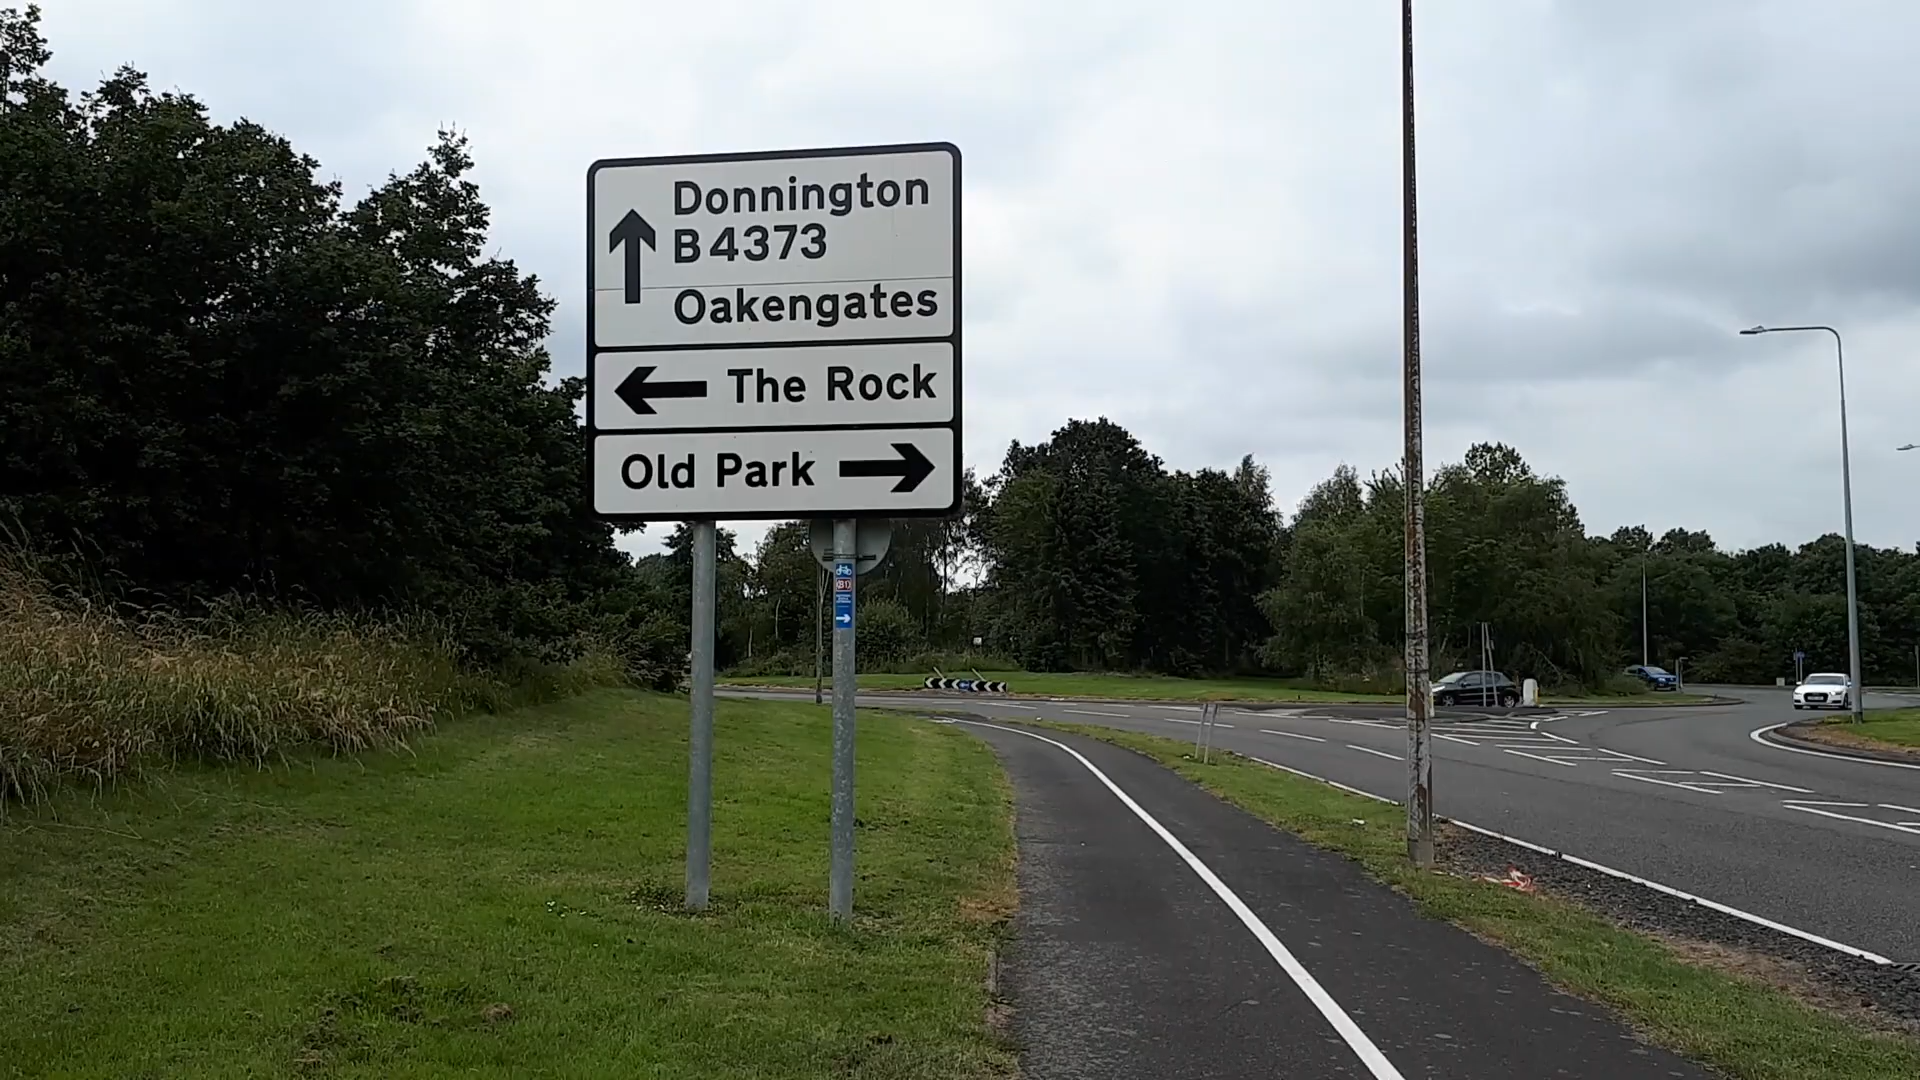 Donnington
B4373
Oakengates
The Rock
Old Park